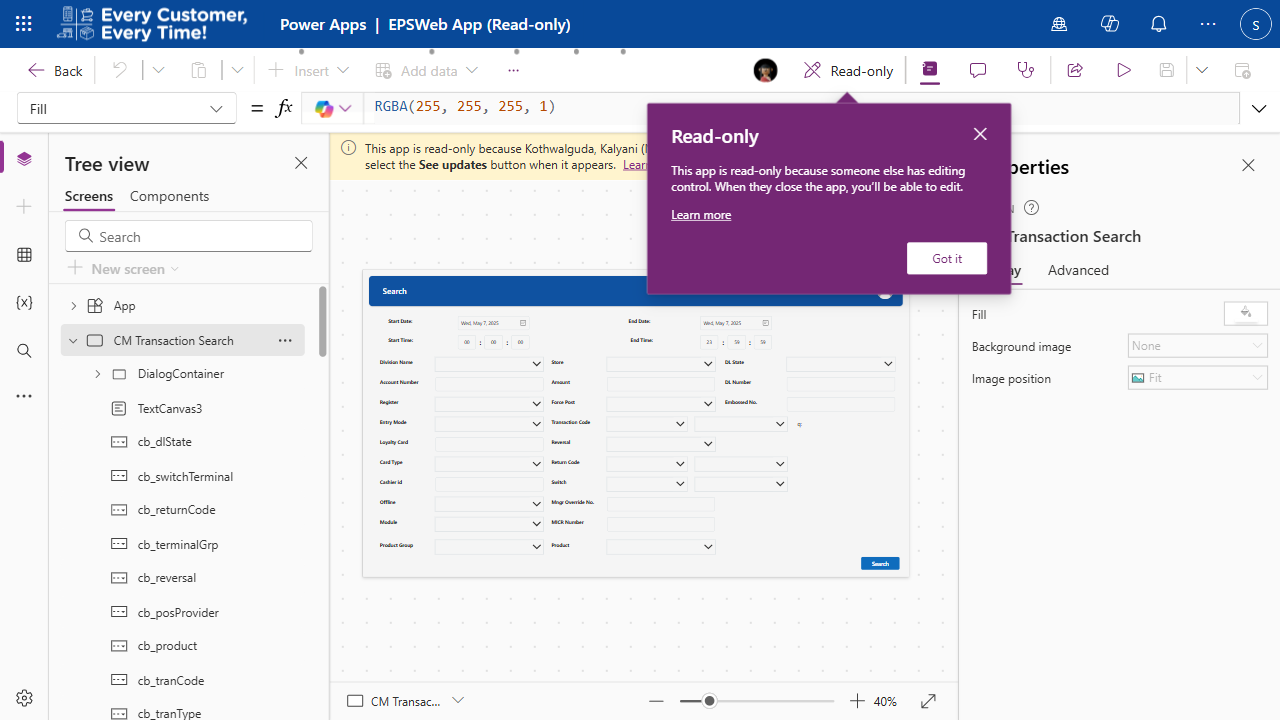 Every Customer,
Every Time!
Power Apps | EPSWeb App (Read-only)
S
Back
Insert
Add data
Read-only
Fill
= fx
RGBA(255, 255, 255, 1)
Tree view
Screens
Components
Search
New screen
App
CM Transaction Search
DialogContainer
TextCanvas3
cb_dlState
cb_switchTerminal
cb_returnCode
cb_terminalGrp
cb_reversal
cb_posProvider
cb_product
cb_tranCode
cb_tranType
This app is read-only because Kothwalguda, Kalyani
select the See updates button when it appears.
Read-only
This app is read-only because someone else has editing
control. When they close the app, you'll be able to edit.
Learn more
Got it
Search
Start Date:
Wed, May 7, 2025
End Date:
Wed, May 7, 2025
Start Time:
00 : 00 : 00
End Time:
23 : 59 : 59
Division Name
Store
DL State
Account Number
Amount
DL Number
Register
Force Post
Embossed No.
Entry Mode
Transaction Code
Loyalty Card
Reversal
Card Type
Return Code
Cashier id
Switch
Offline
Mngr Override No.
Module
MICR Number
Product Group
Product
Search
CM Transac...
40%
Transaction Search
Advanced
Fill
Background image
None
Image position
Fit